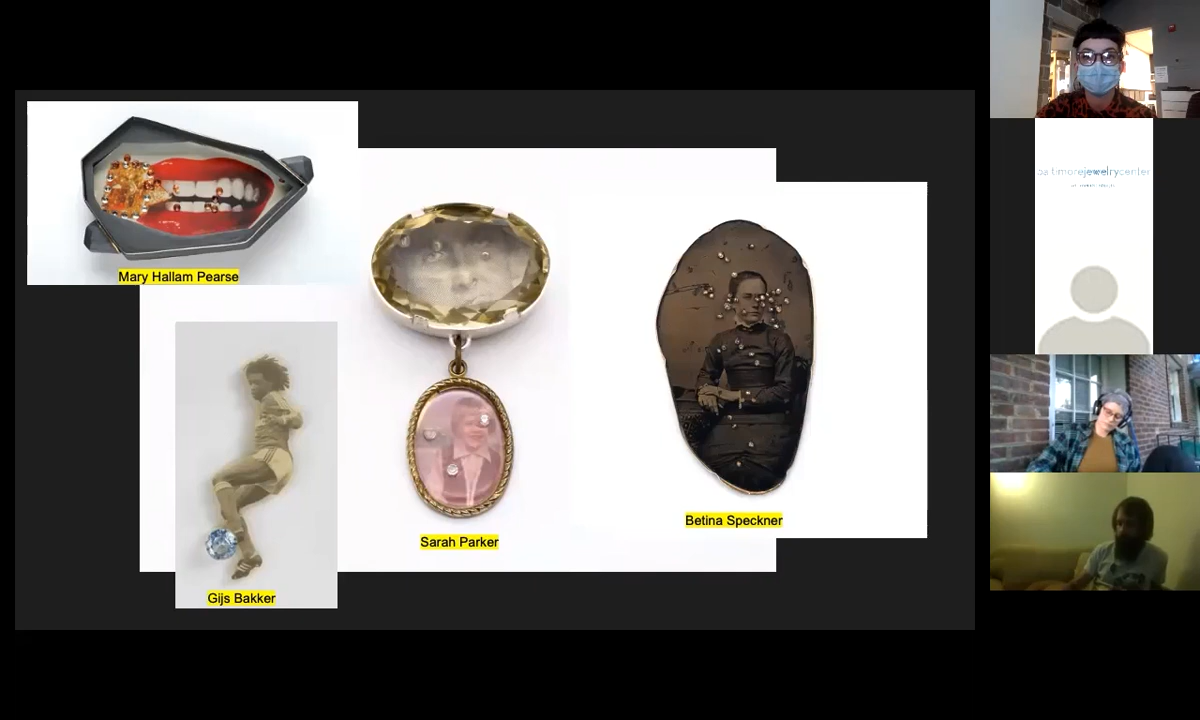 Mary Hallam Pearse
Sarah Parker
Betina Speckner
Gijs Bakker
baltimorejewelrycenter